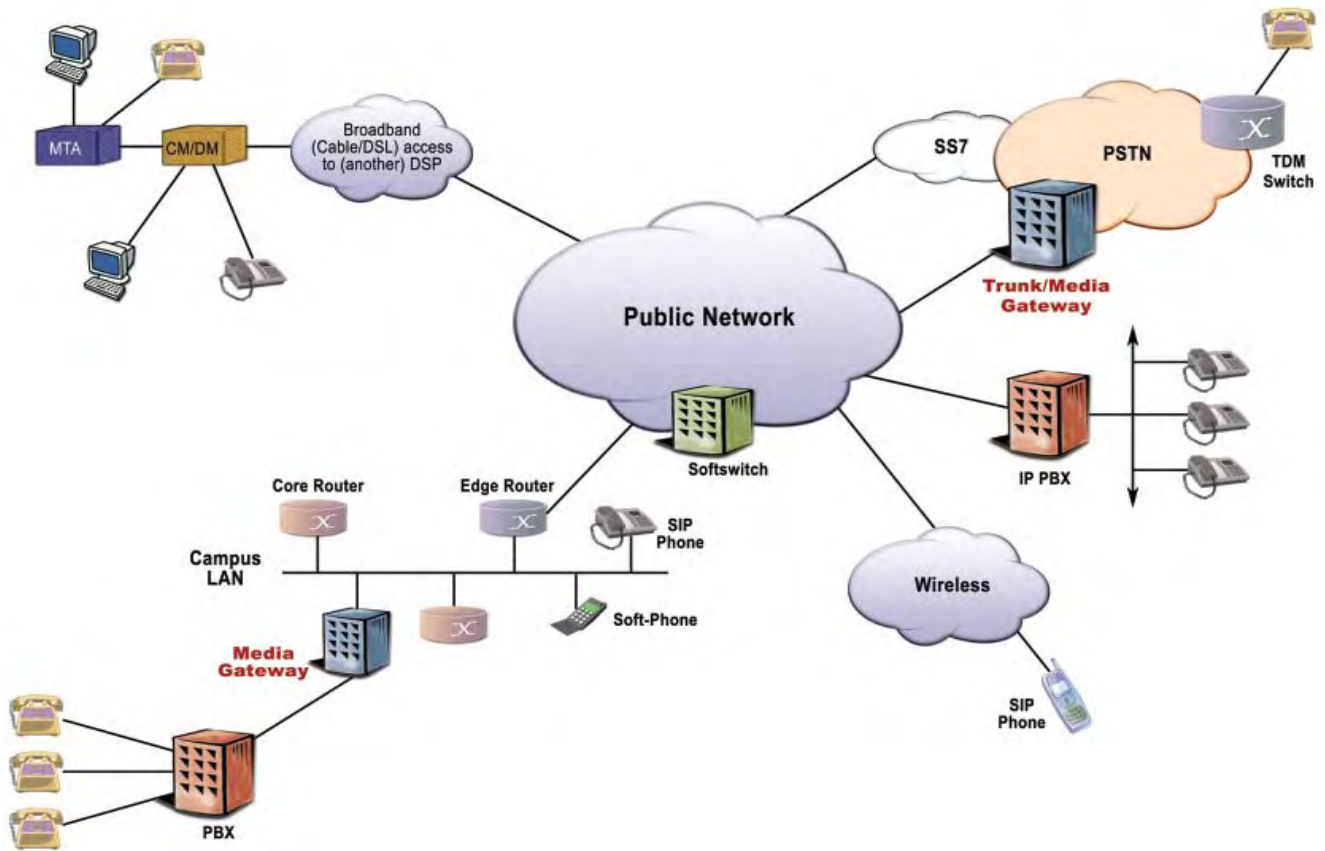 MTA
CM/DM
Broadband
(Cable/DSL) access
to (another) DSP
SS7
PSTN
TDM
Switch
Trunk/Media
Gateway
Public Network
Softswitch
IP PBX
Core Router
Edge Router
SIP
Phone
Campus
LAN
Soft-Phone
Media
Gateway
Wireless
SIP
Phone
PBX